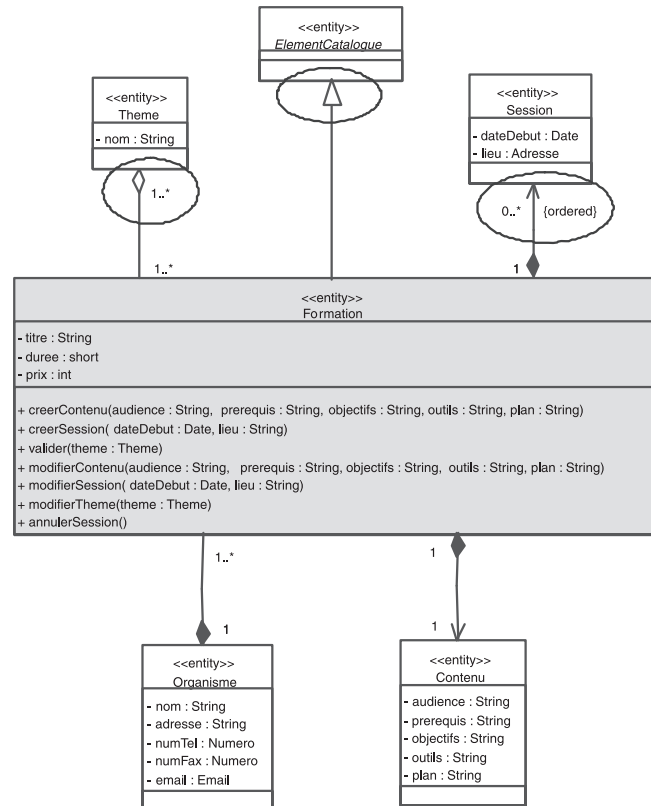 <<entity>>
ElementCatalogue
<<entity>>
Theme
- nom : String
1..*
1..*
<<entity>>
Session
- dateDebut : Date
- lieu : Adresse
0..* {ordered}
1
<<entity>>
Formation
- titre : String
- duree : short
- prix : int
+ creerContenu(audience : String, prerequis : String, objectifs : String, outils : String, plan : String)
+ creerSession( dateDebut : Date, lieu : String)
+ valider(theme : Theme)
+ modifierContenu(audience : String, prerequis : String, objectifs : String, outils : String, plan : String)
+ modifierSession( dateDebut : Date, lieu : String)
+ modifierTheme(theme : Theme)
+ annulerSession()
1..*
1
1
1
<<entity>>
Organisme
- nom : String
- adresse : String
- numTel : Numero
- numFax : Numero
- email : Email
<<entity>>
Contenu
- audience : String
- prerequis : String
- objectifs : String
- outils : String
- plan : String